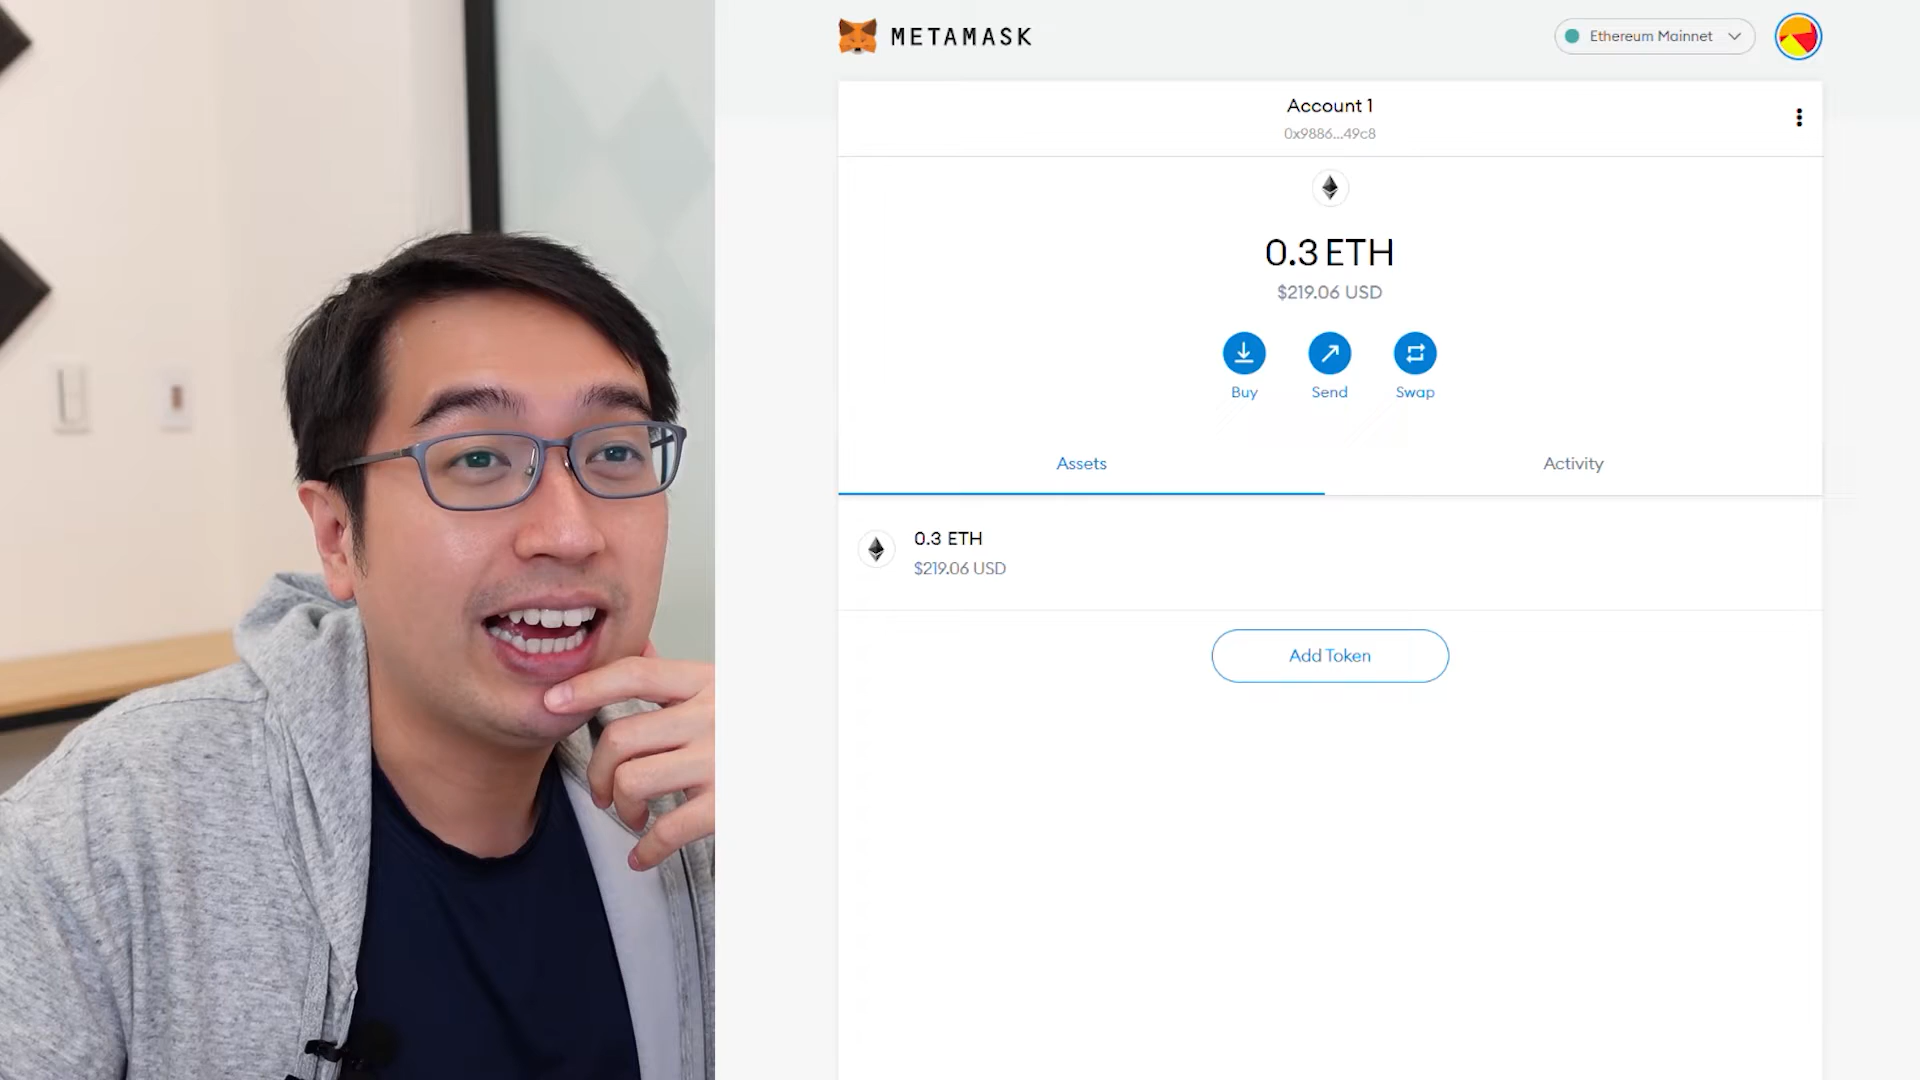 METAMASK
Ethereum Mainnet
Account 1
0x9886...49c8
0.3 ETH
$219.06 USD
Buy Send Swap
Assets Activity
0.3 ETH
$219.06 USD
Add Token